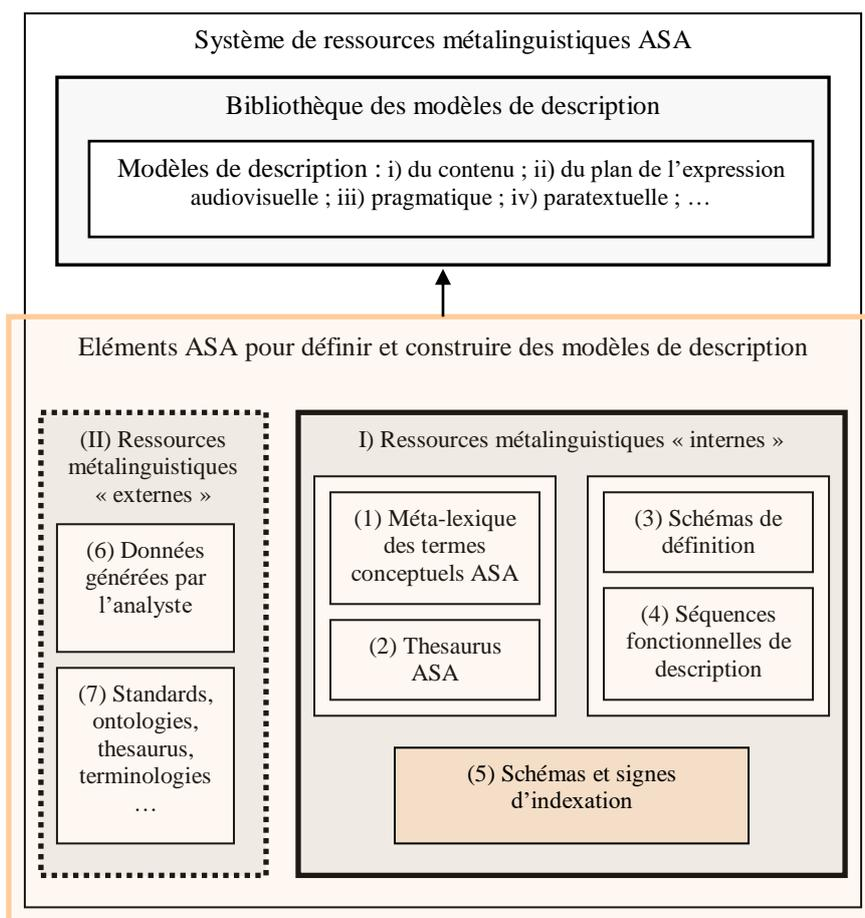 Système de ressources métalinguistiques ASA
Bibliothèque des modèles de description
Modèles de description : i) du contenu ; ii) du plan de l’expression
audiovisuelle ; iii) pragmatique ; iv) paratextuelle ; …
Eléments ASA pour définir et construire des modèles de description
(II) Ressources
métalinguistiques
« externes »
(6) Données
générées par
l’analyste
(7) Standards,
ontologies,
thesaurus,
terminologies
…
I) Ressources métalinguistiques « internes »
(1) Méta-lexique
des termes
conceptuels ASA
(2) Thesaurus
ASA
(3) Schémas de
définition
(4) Séquences
fonctionnelles de
description
(5) Schémas et signes
d’indexation